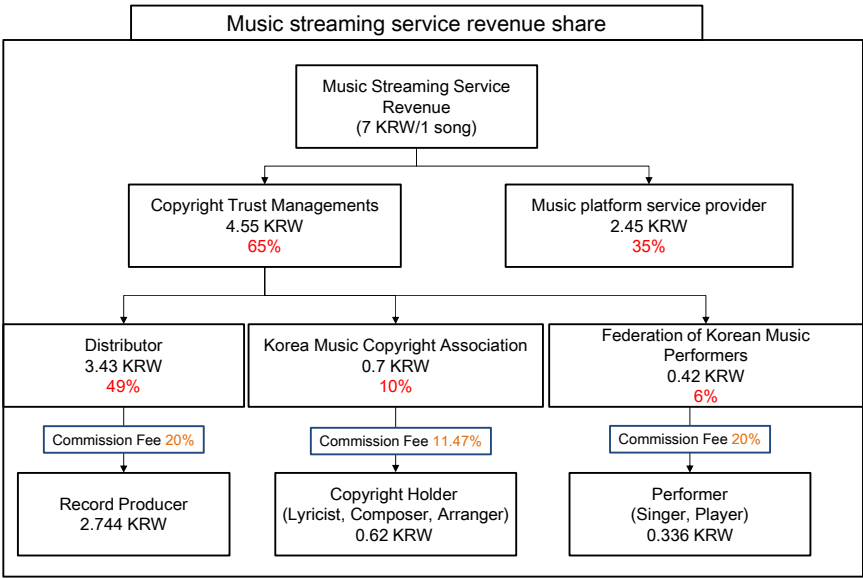 Music streaming service revenue share
Music Streaming Service
Revenue
(7 KRW/1 song)
Copyright Trust Managements
4.55 KRW
65%
Music platform service provider
2.45 KRW
35%
Distributor
3.43 KRW
49%
Korea Music Copyright Association
0.7 KRW
10%
Federation of Korean Music
Performers
0.42 KRW
6%
Commission Fee 20%
Commission Fee 11.47%
Commission Fee 20%
Record Producer
2.744 KRW
Copyright Holder
(Lyricist, Composer, Arranger)
0.62 KRW
Performer
(Singer, Player)
0.336 KRW